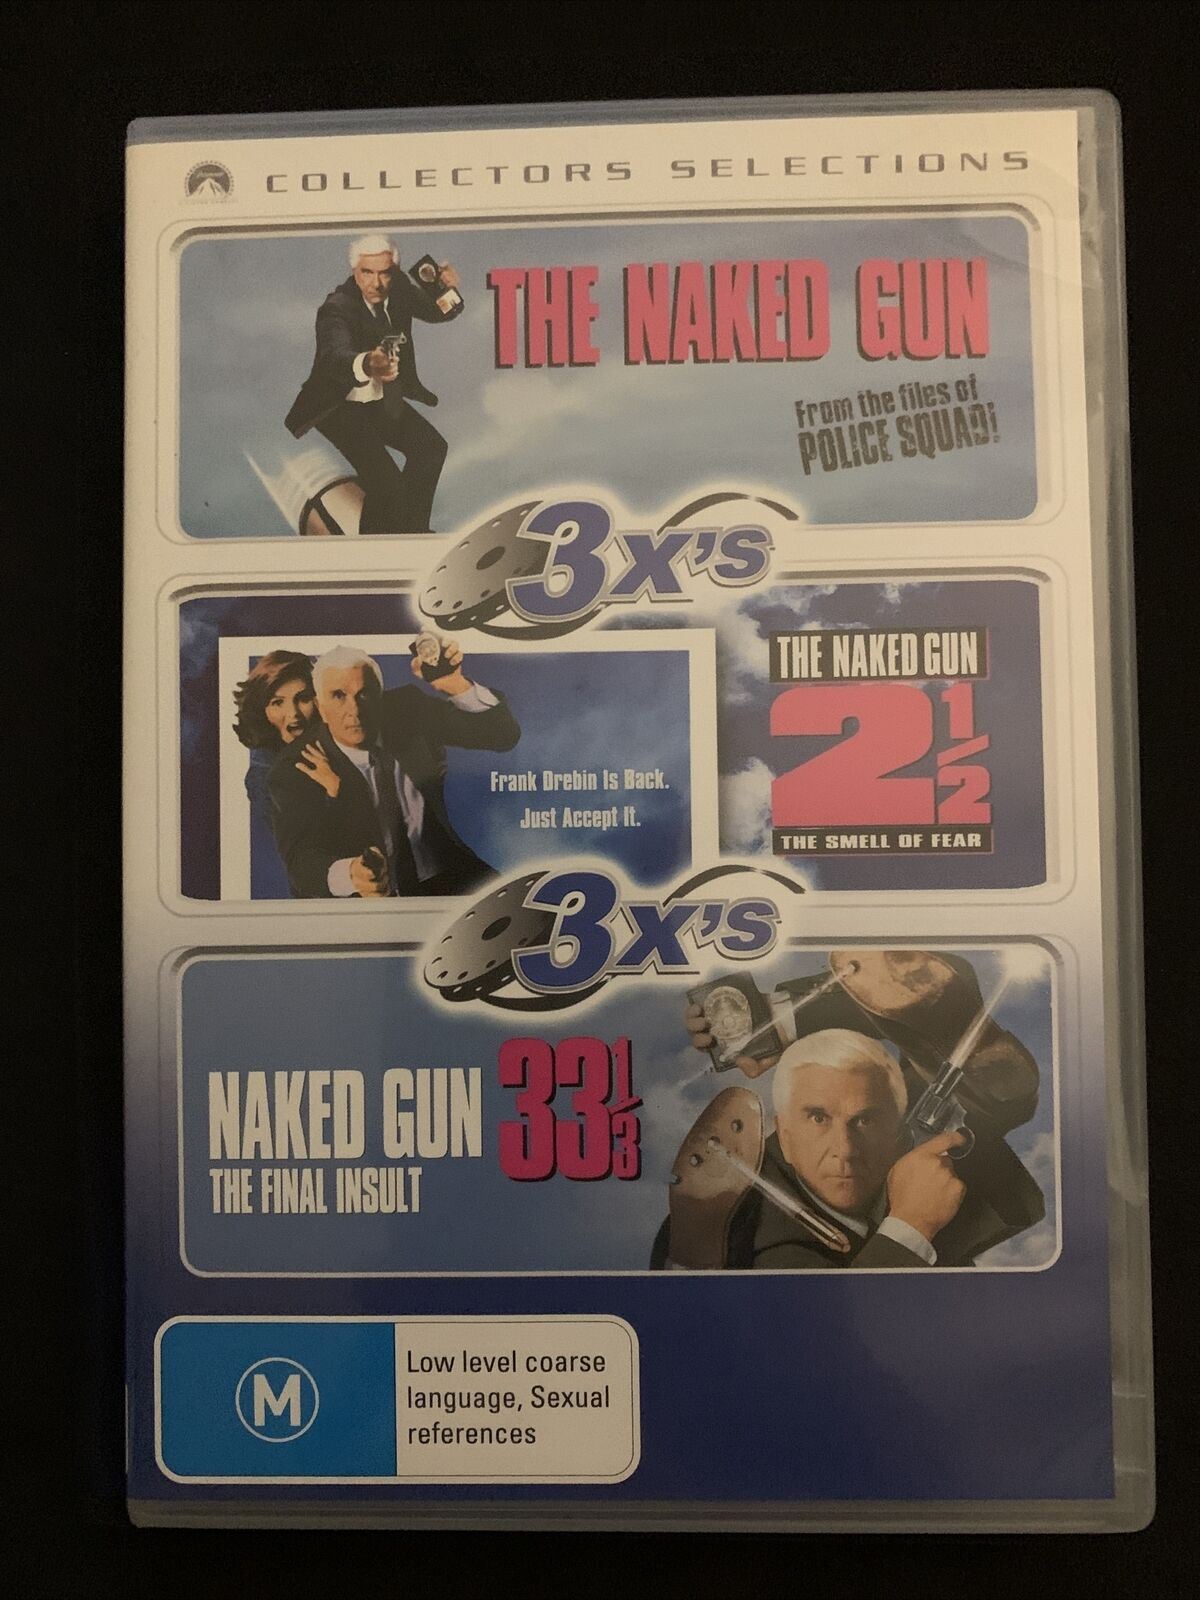 COLLECTORS SELECTIONS
THE NAKED GUN
From the files of
POLICE SQUAD!
3X'S
THE NAKED GUN
2 1/2
THE SMELL OF FEAR
Frank Drebin Is Back.
Just Accept It.
3X'S
NAKED GUN 33 1/3
THE FINAL INSULT
M
Low level coarse
language, Sexual
references